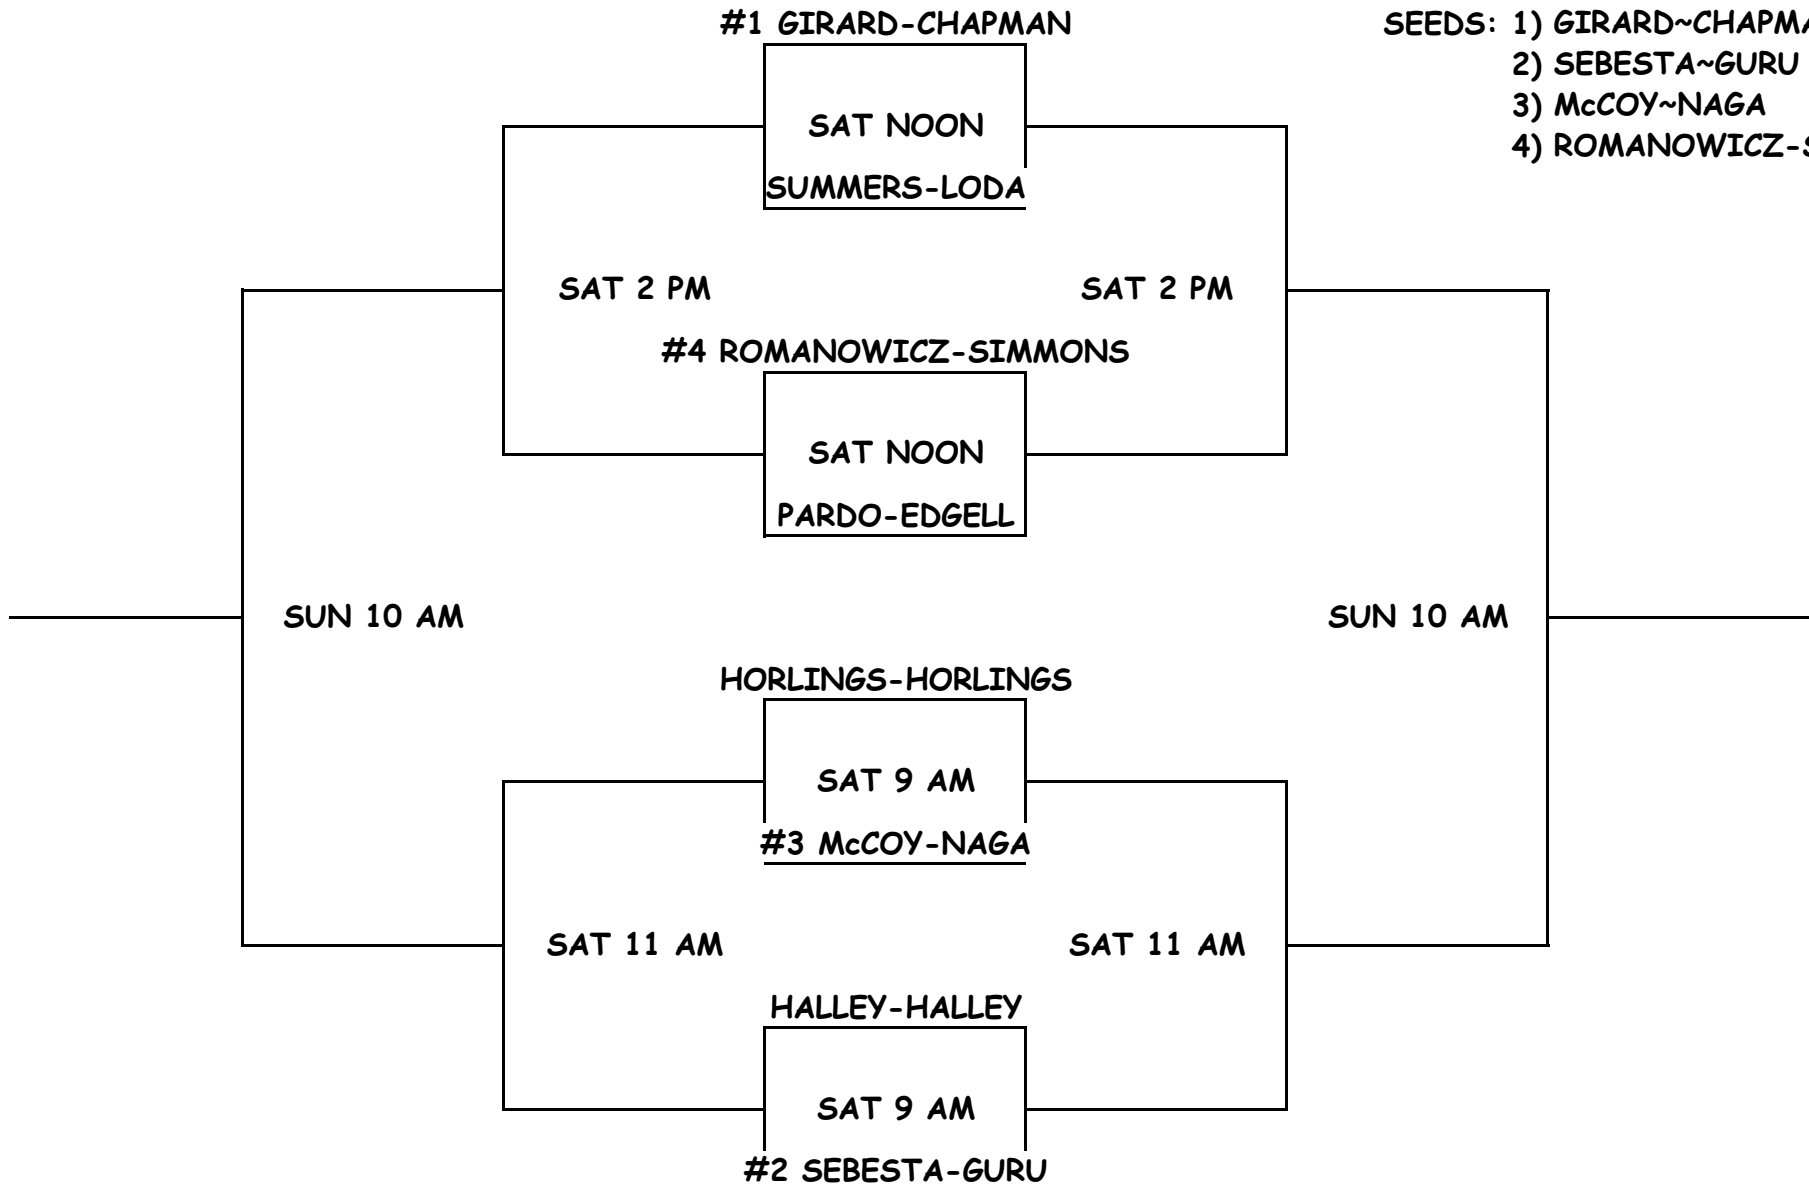 #1 GIRARD-CHAPMAN
SEEDS: 1) GIRARD~CHAPMA
2) SEBESTA~GURU
3) McCOY~NAGA
4) ROMANOWICZ-S
SAT NOON
SUMMERS-LODA
SAT 2 PM
SAT 2 PM
#4 ROMANOWICZ-SIMMONS
SAT NOON
PARDO-EDGELL
SUN 10 AM
SUN 10 AM
HORLINGS-HORLINGS
SAT 9 AM
#3 McCOY-NAGA
SAT 11 AM
SAT 11 AM
HALLEY-HALLEY
SAT 9 AM
#2 SEBESTA-GURU